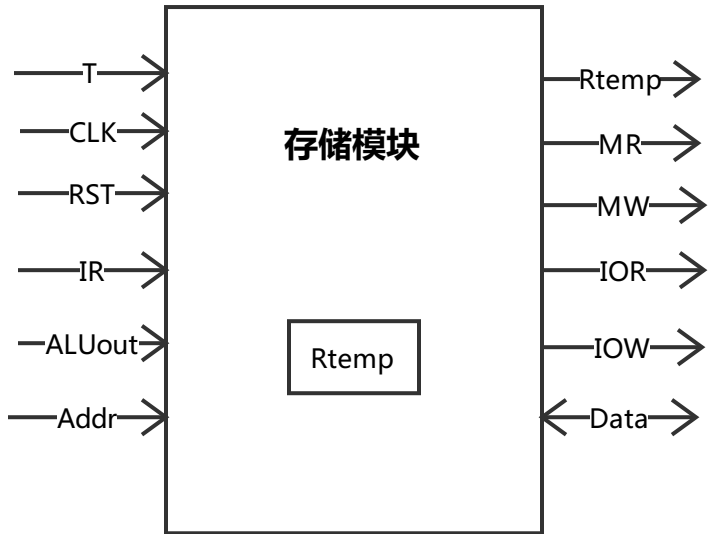 T
CLK
RST
IR
ALUout
Addr
存储模块
Rtemp
Rtemp
MR
MW
IOR
IOW
Data